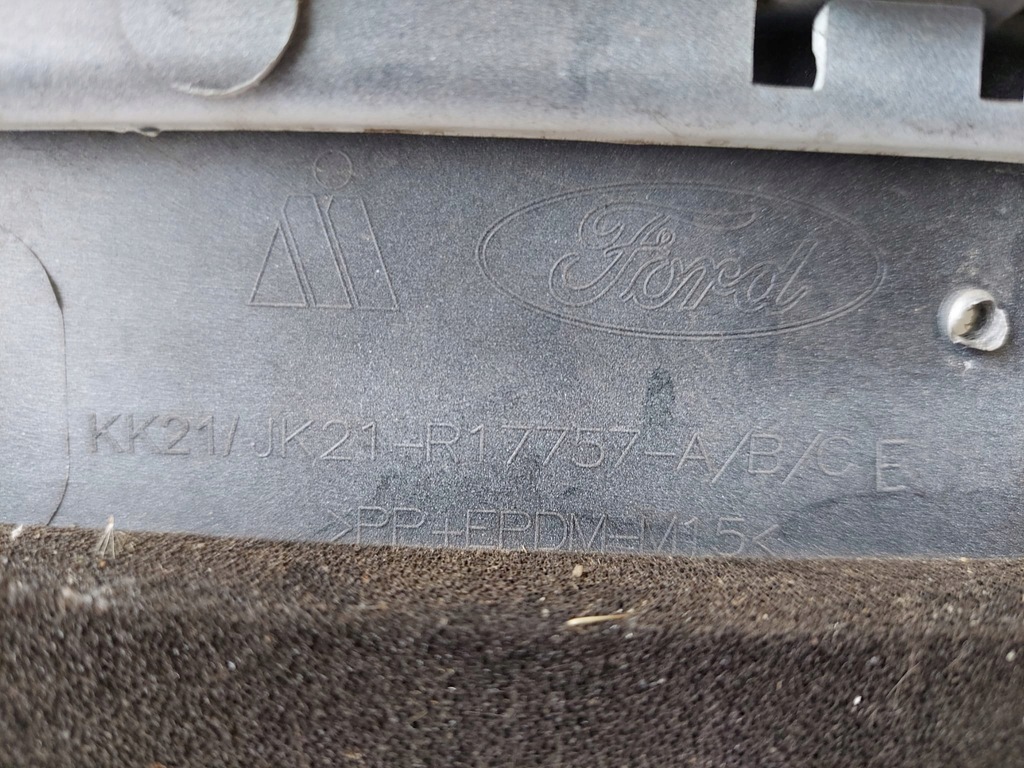 Ford
KK21/JK21-R17757-A/B/C E
>PP+EPDM-M15<